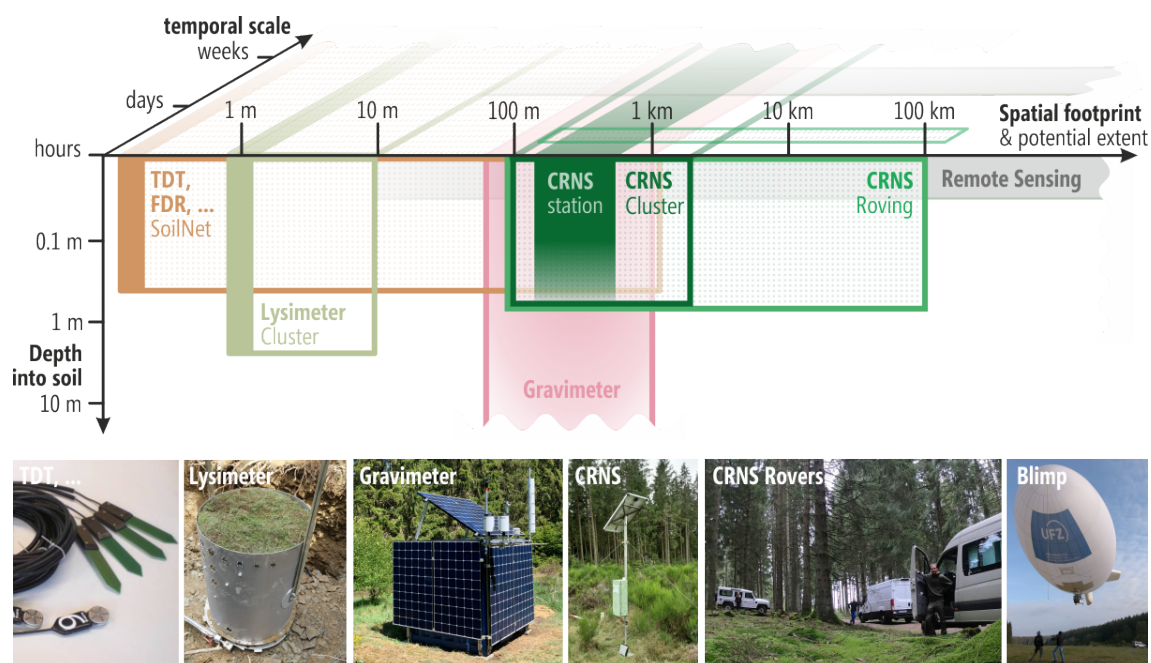 temporal scale
weeks
days
hours
1 m
10 m
100 m
1 km
10 km
100 km
Spatial footprint
& potential extent
TDT,
FDR, ...
SoilNet
CRNS
station
CRNS
Cluster
CRNS
Roving
Remote Sensing
0.1 m
Lysimeter
Cluster
1 m
Depth
into soil
10 m
Gravimeter
TDT, ...
Lysimeter
Gravimeter
CRNS
CRNS Rovers
Blimp
UFZ